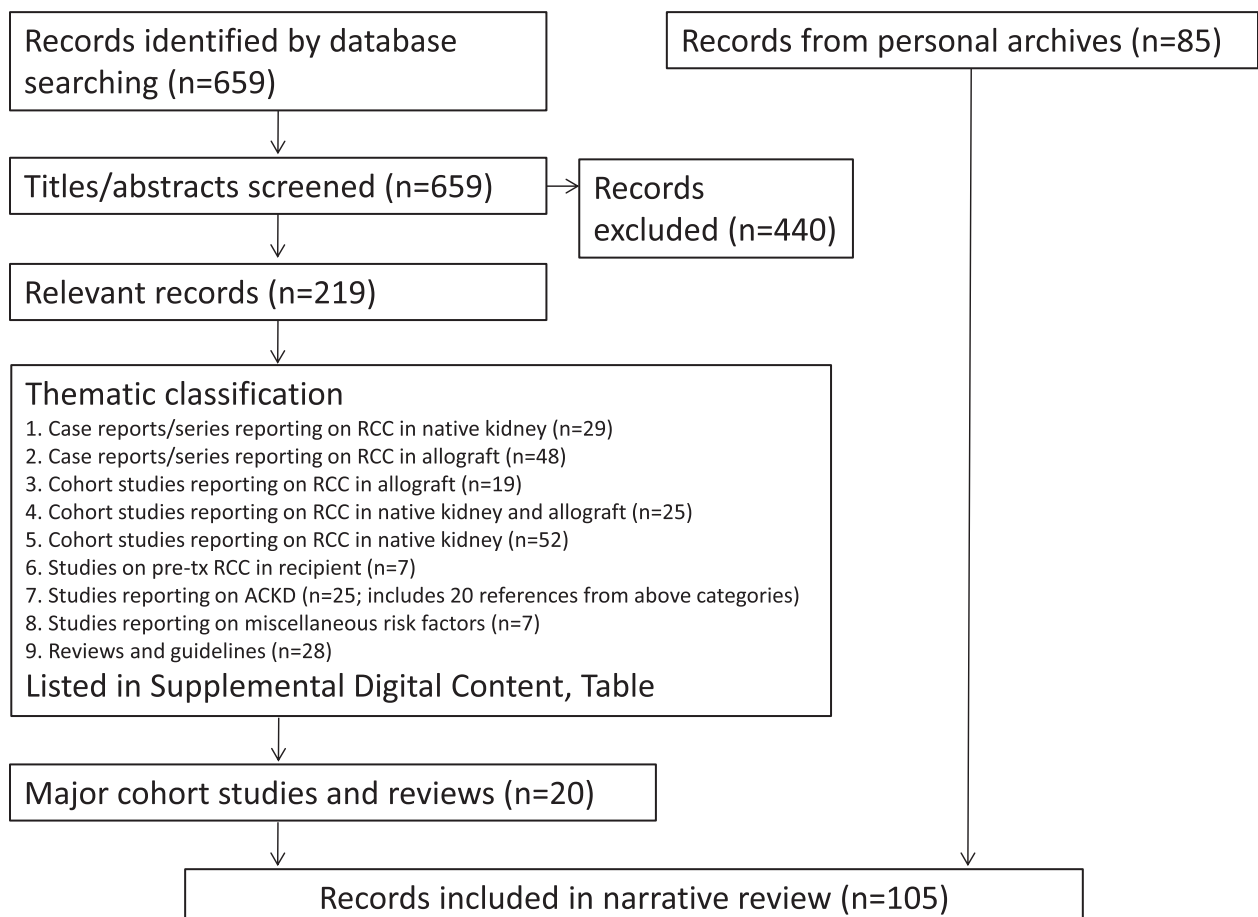 Records identified by database
searching (n=659)
Records from personal archives (n=85)
Titles/abstracts screened (n=659)
Records
excluded (n=440)
Relevant records (n=219)
Thematic classification
1. Case reports/series reporting on RCC in native kidney (n=29)
2. Case reports/series reporting on RCC in allograft (n=48)
3. Cohort studies reporting on RCC in allograft (n=19)
4. Cohort studies reporting on RCC in native kidney and allograft (n=25)
5. Cohort studies reporting on RCC in native kidney (n=52)
6. Studies on pre-tx RCC in recipient (n=7)
7. Studies reporting on ACKD (n=25; includes 20 references from above categories)
8. Studies reporting on miscellaneous risk factors (n=7)
9. Reviews and guidelines (n=28)
Listed in Supplemental Digital Content, Table
Major cohort studies and reviews (n=20)
Records included in narrative review (n=105)